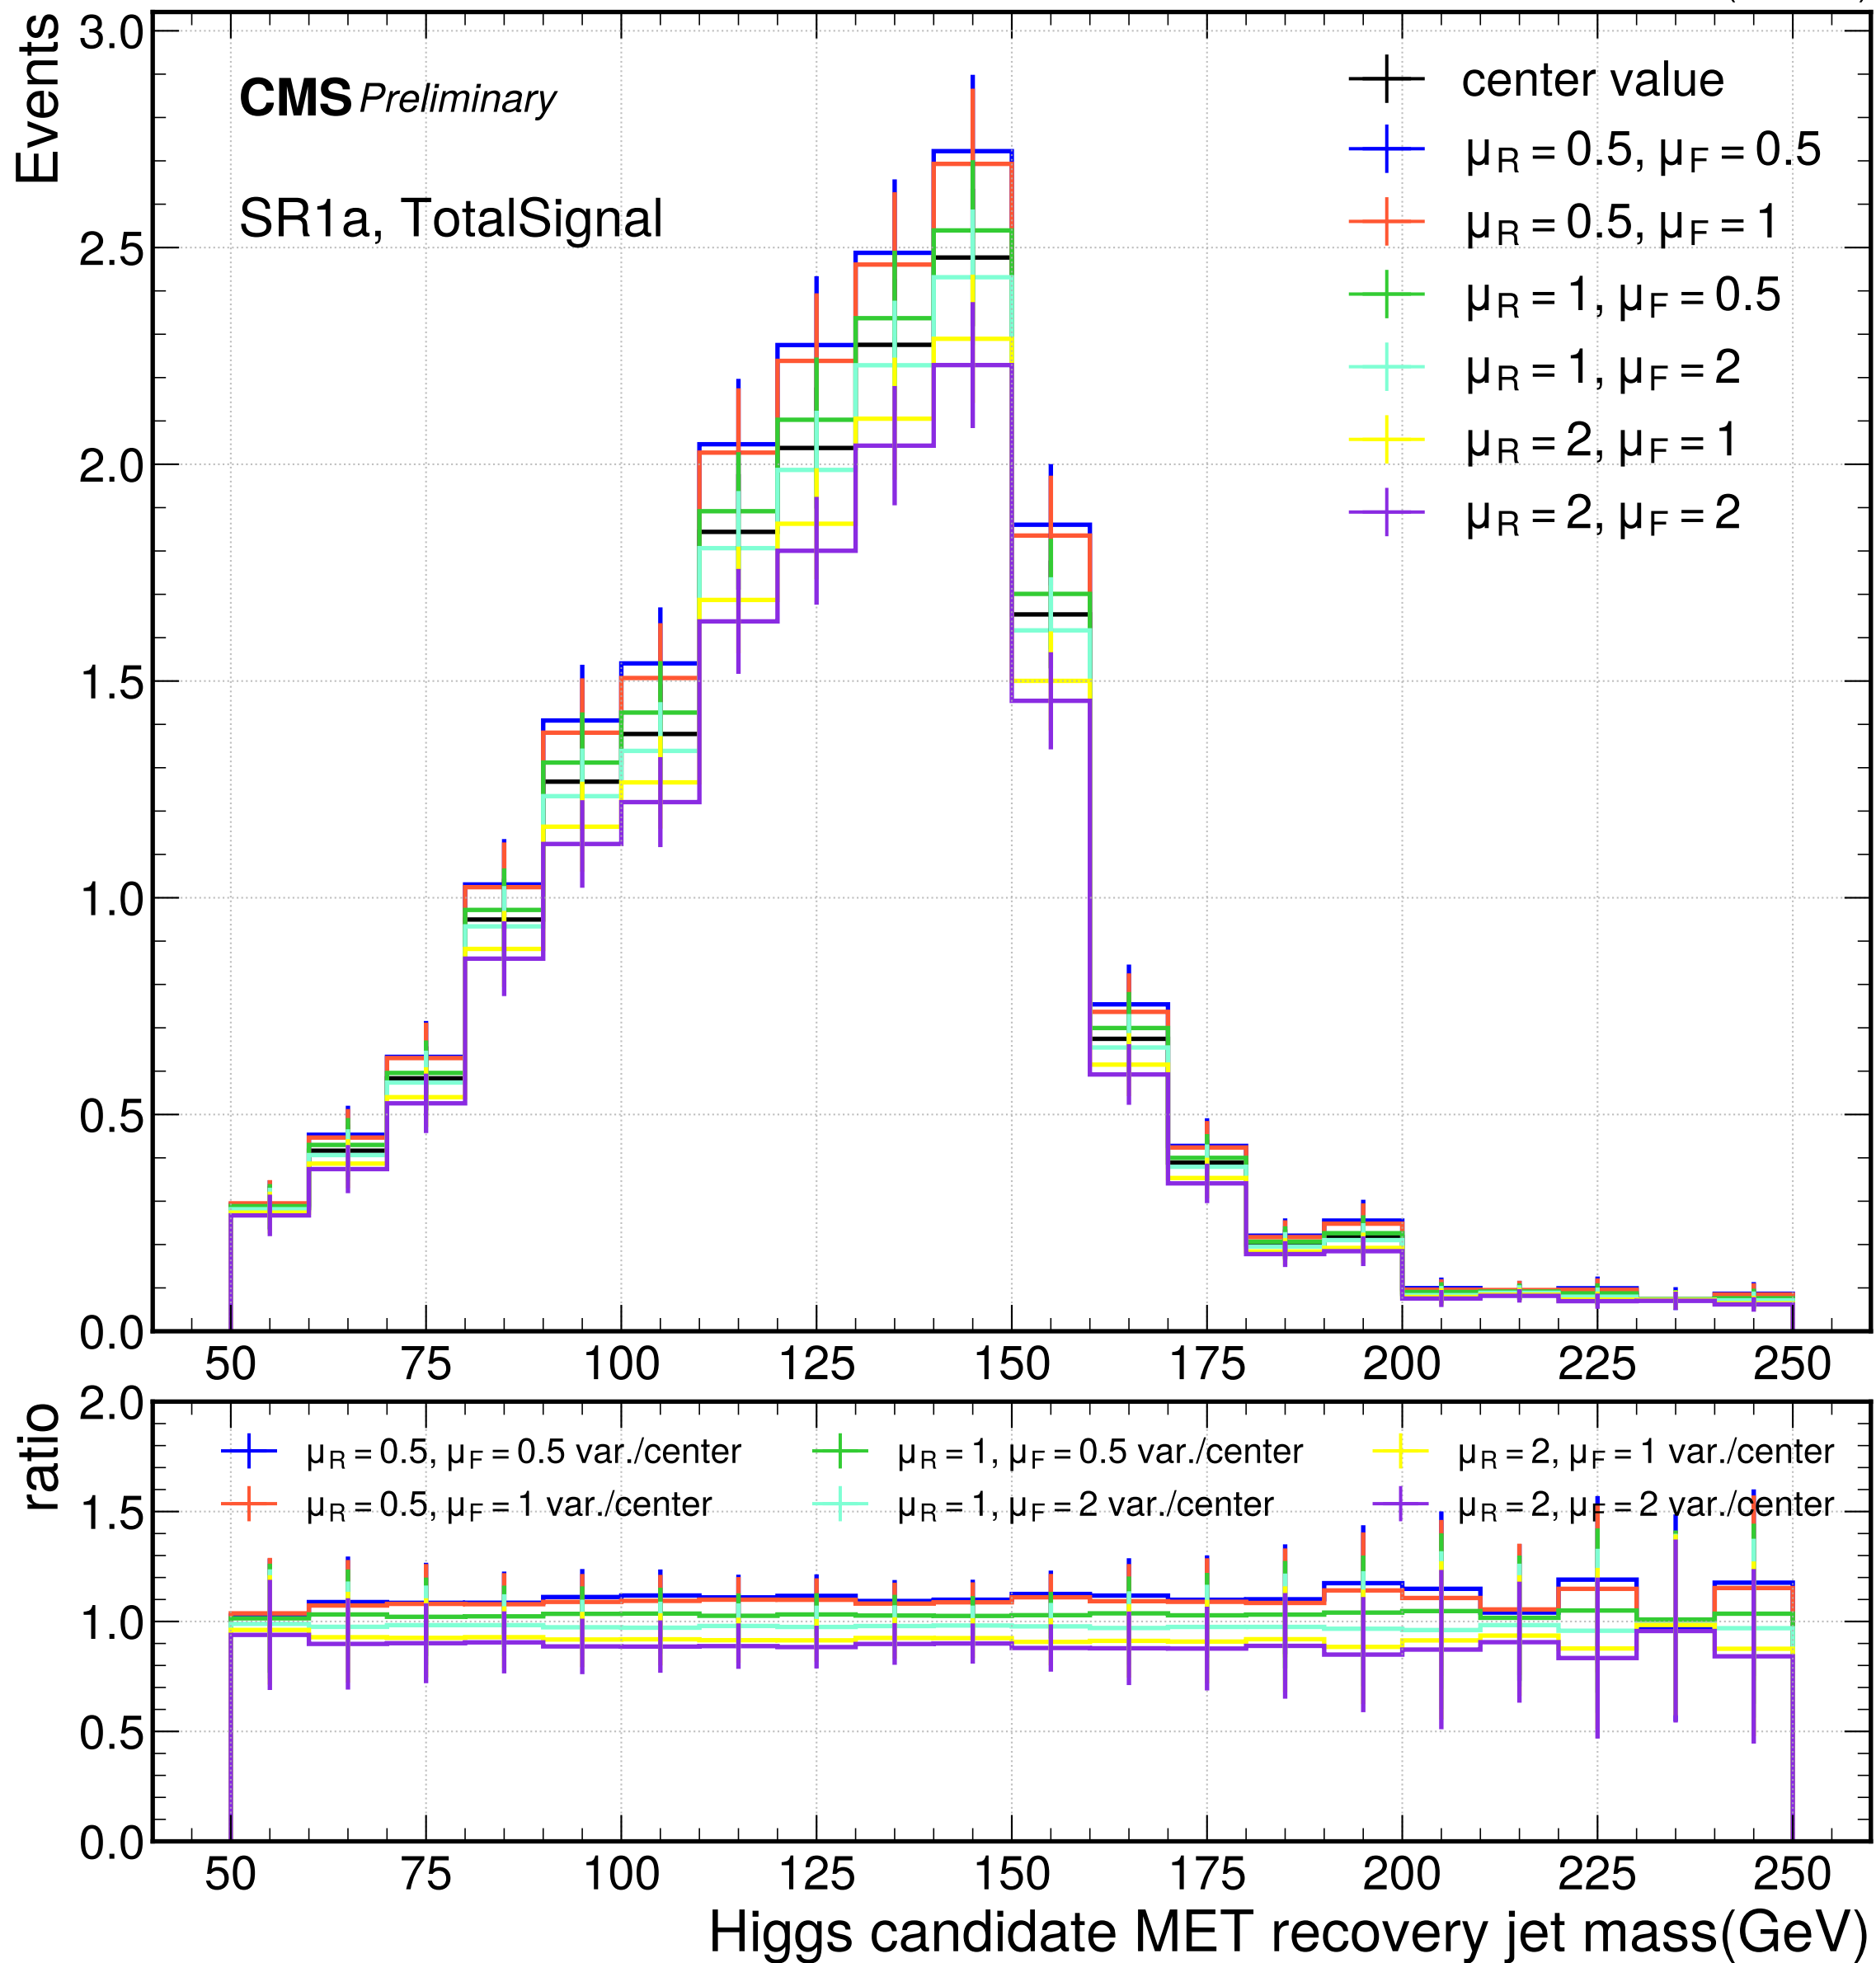 Events
3.0
2.5
2.0
1.5
1.0
0.5
0.0
CMS Preliminary
SR1a, TotalSignal
center value
μR = 0.5, μF = 0.5
μR = 0.5, μF = 1
μR = 1, μF = 0.5
μR = 1, μF = 2
μR = 2, μF = 1
μR = 2, μF = 2
50 75 100 125 150 175 200 225 250
ratio
2.0
1.5
1.0
0.5
0.0
μR = 0.5, μF = 0.5 var./center
μR = 0.5, μF = 1 var./center
μR = 1, μF = 0.5 var./center
μR = 1, μF = 2 var./center
μR = 2, μF = 1 var./center
μR = 2, μF = 2 var./center
50 75 100 125 150 175 200 225 250
Higgs candidate MET recovery jet mass(GeV)